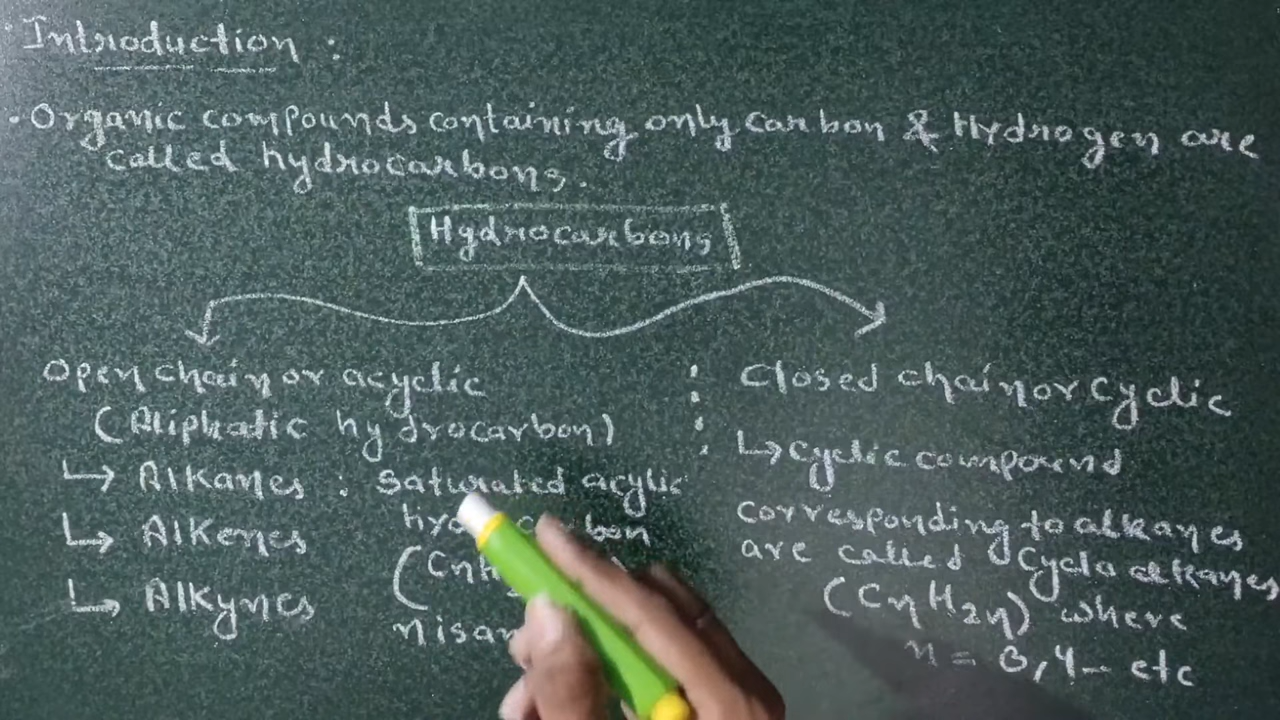 Introduction :
• Organic compounds containing only carbon & Hydrogen are
called hydrocarbons.
Hydrocarbons
Open chain or acyclic
(Aliphatic hydrocarbon)
↳ Alkanes : Saturated acylic
↳ Alkenes
↳ Alkynes
Closed chain or Cyclic
↳ Cyclic compound
corresponding to alkanes
are called Cyclo alkanes
(CnH2n) where
n = 3,4- etc